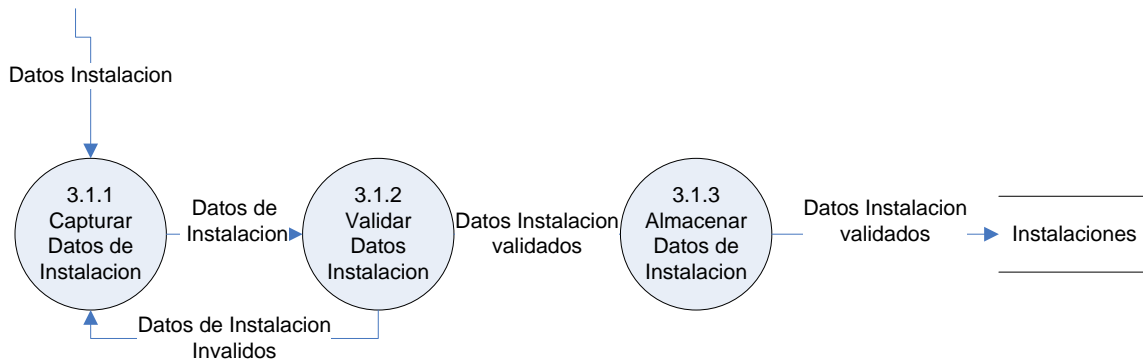 Datos Instalacion
3.1.1
Capturar
Datos de
Instalacion
Datos de
Instalacion
3.1.2
Validar
Datos
Instalacion
Datos Instalacion
validados
3.1.3
Almacenar
Datos de
Instalacion
Datos Instalacion
validados
Instalaciones
Datos de Instalacion
Invalidos